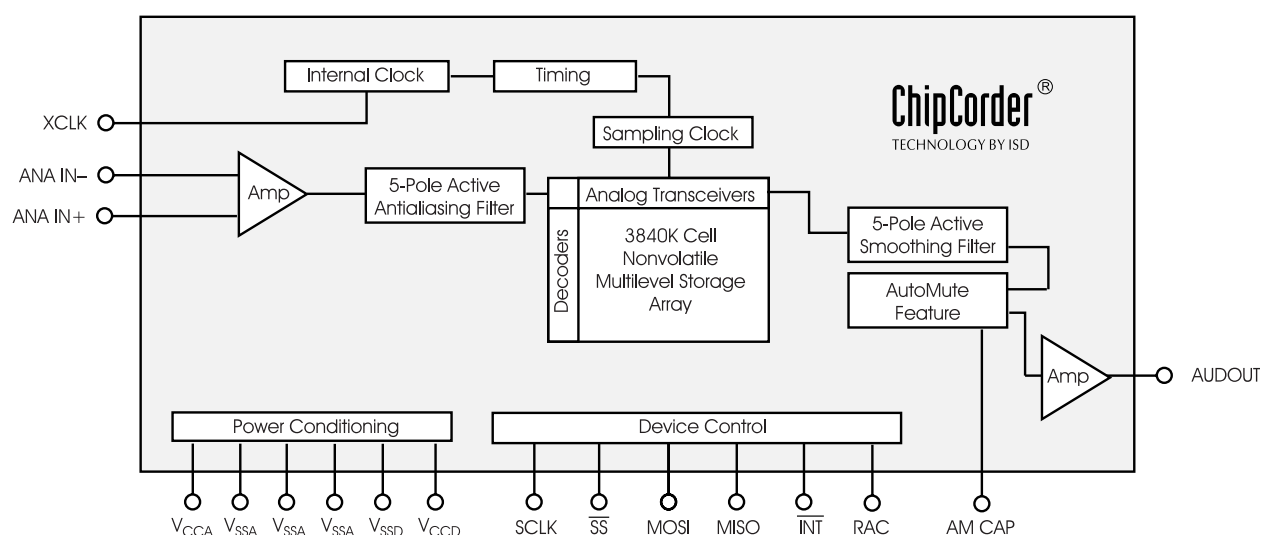 Internal Clock
Timing
ChipCorder®
TECHNOLOGY BY ISD
XCLK
Sampling Clock
ANA IN–
ANA IN+
Amp
5-Pole Active
Antialiasing Filter
Analog Transceivers
Decoders
3840K Cell
Nonvolatile
Multilevel Storage
Array
5-Pole Active
Smoothing Filter
AutoMute
Feature
Amp
AUDOUT
Power Conditioning
Device Control
VCCA VSSA VSSA VSSA VSSD VCCD SCLK S̅S̅ MOSI MISO I̅N̅T̅ RAC AM CAP